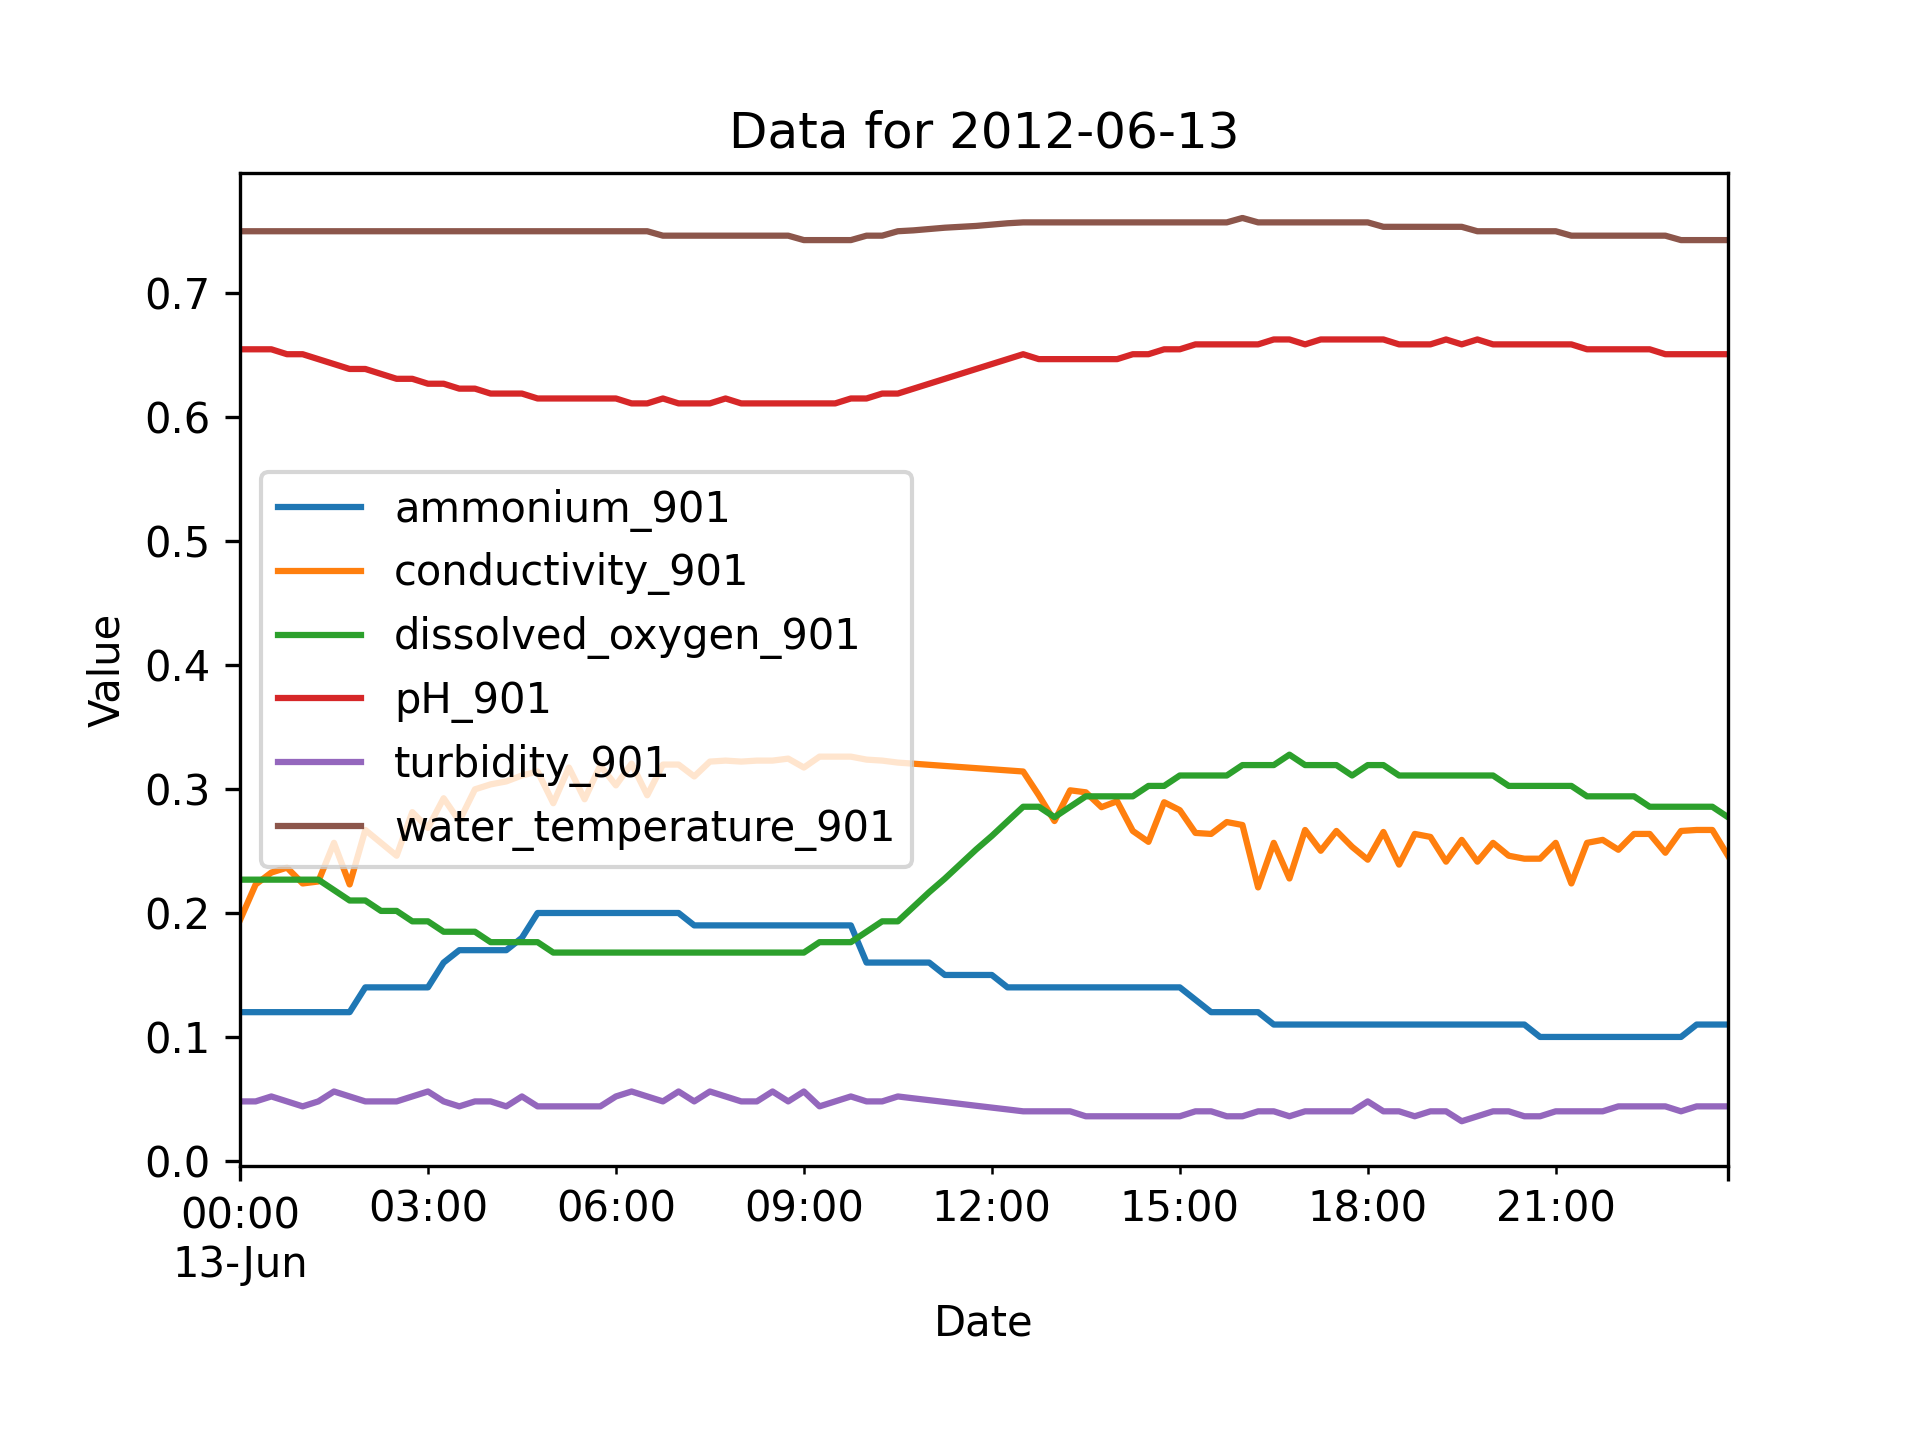 Data for 2012-06-13
0.7
0.6
0.5
0.4
0.3
0.2
0.1
0.0
Value
ammonium_901
conductivity_901
dissolved_oxygen_901
pH_901
turbidity_901
water_temperature_901
00:00 03:00 06:00 09:00 12:00 15:00 18:00 21:00
13-Jun
Date